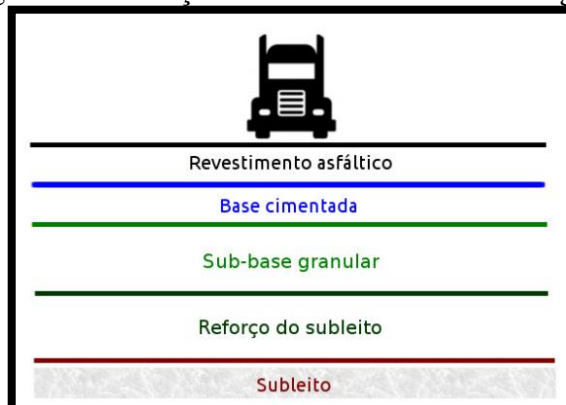 Revestimento asfáltico
Base cimentada
Sub-base granular
Reforço do subleito
Subleito